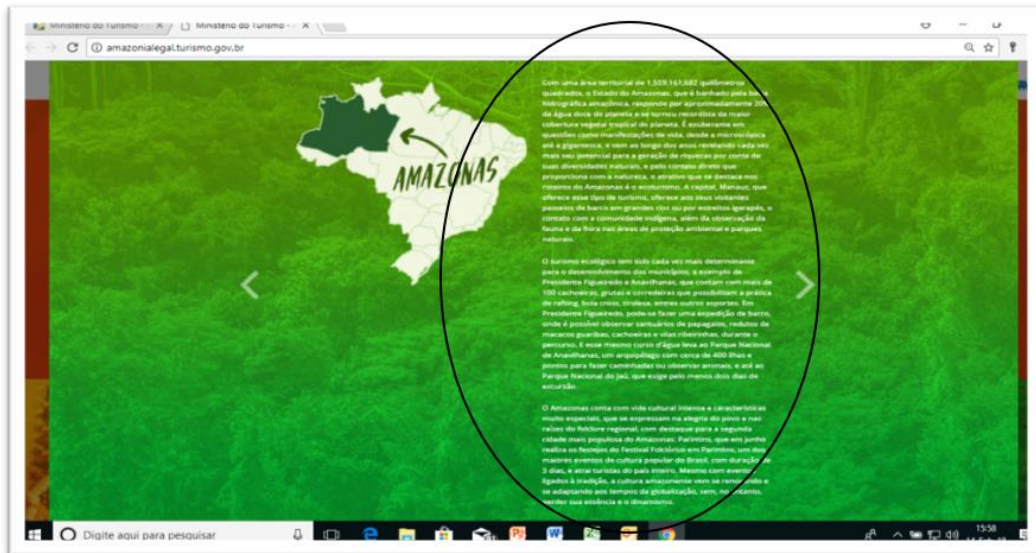 Ministério do Turismo - X
Ministério do Turismo - X
amazonialegal.turismo.gov.br
AMAZONAS
Com uma área territorial de 1.559.161,682 quilômetros
quadrados, o Estado do Amazonas, que é banhado pela bacia
hidrográfica amazônica, responde por aproximadamente 20%
da água doce do planeta e se tornou recordista da maior
cobertura vegetal tropical do planeta. É exuberante em
questões como manifestações de vida, desde a microscópica
até a gigantesca, e vem ao longo dos anos revelando cada vez
mais seu potencial para a geração de riquezas por conta de
suas diversidades naturais, e pelo contato direto que
proporciona com a natureza, o atrativo que se destaca nos
roteiros do Amazonas é o ecoturismo. A capital, Manaus, que
oferece esse tipo de turismo, oferece aos seus visitantes
passeios de barco em grandes rios ou por estreitos igarapés, o
contato com a comunidade indígena, além da observação da
fauna e da flora nas áreas de proteção ambiental e parques
naturais.
O turismo ecológico tem sido cada vez mais determinante
para o desenvolvimento dos municípios, a exemplo de
Presidente Figueiredo e Anavilhanas, que contam com mais de
100 cachoeiras, grutas e corredeiras que possibilitam a prática
de rafting, boia cross, tirolesa, entres outros esportes. Em
Presidente Figueiredo, pode-se fazer uma expedição de barco,
onde é possível observar santuários de papagaios, redutos de
macacos guaribas, cachoeiras e vilas ribeirinhas, durante o
percurso. E esse mesmo curso d'água leva ao Parque Nacional
de Anavilhanas, um arquipélago com cerca de 400 ilhas e
pontos para fazer caminhadas ou observar animais, e até ao
Parque Nacional do Jaú, que exige pelo menos dois dias de
excursão.
O Amazonas conta com vida cultural intensa e características
muito especiais, que se expressam na alegria do povo e nas
raízes do folclore regional, com destaque para a segunda
cidade mais populosa do Amazonas: Parintins, que em junho
realiza os festejos do Festival Folclórico em Parintins, um dos
maiores eventos de cultura popular do Brasil, com duração de
3 dias, e atrai turistas do país inteiro. Mesmo com eventos
ligados à tradição, a cultura amazonense vem se renovando e
se adaptando aos tempos da globalização, sem, no entanto,
perder sua essência e o dinamismo.
Digite aqui para pesquisar
15:58